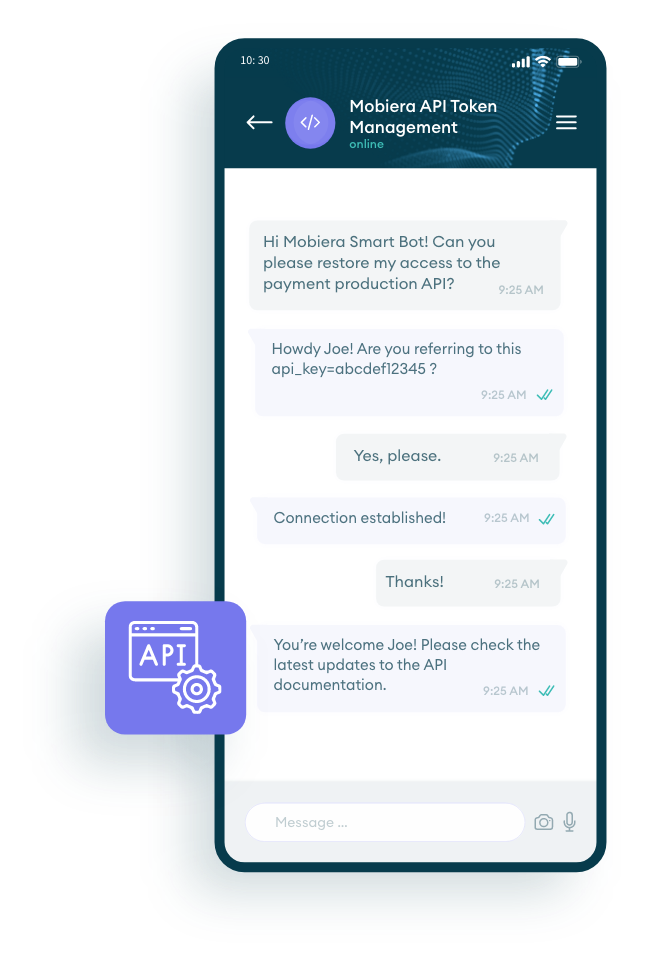 10: 30
Mobiera API Token
Management
online
Hi Mobiera Smart Bot! Can you
please restore my access to the
payment production API?
9:25 AM
Howdy Joe! Are you referring to this
api_key=abcdef12345 ?
9:25 AM
Yes, please.
9:25 AM
Connection established!
9:25 AM
Thanks!
9:25 AM
API
You’re welcome Joe! Please check the
latest updates to the API
documentation.
9:25 AM
Message ...